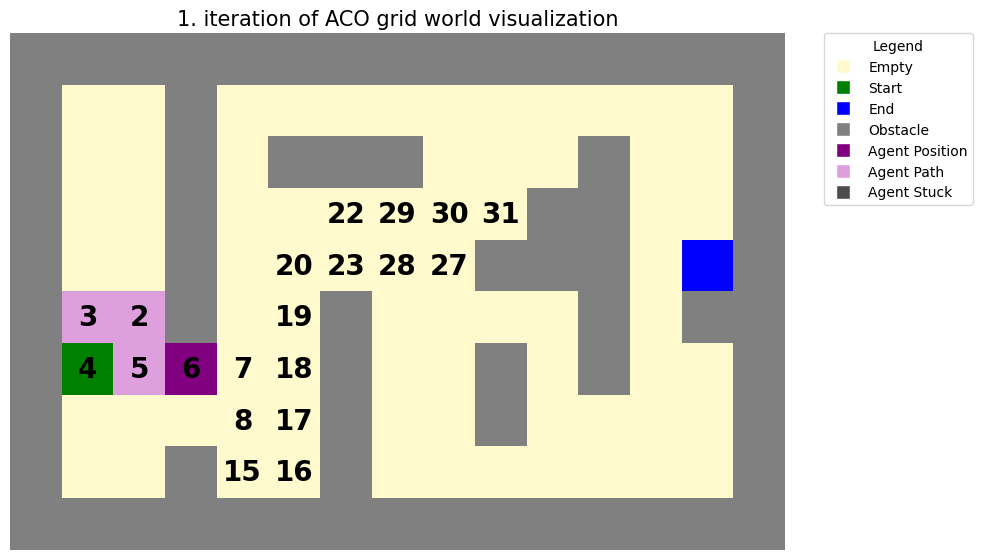 1. iteration of ACO grid world visualization
Legend
Empty
Start
End
Obstacle
Agent Position
Agent Path
Agent Stuck
22 29 30 31
20 23 28 27
3 2 19
4 5 6 7 18
8 17
15 16